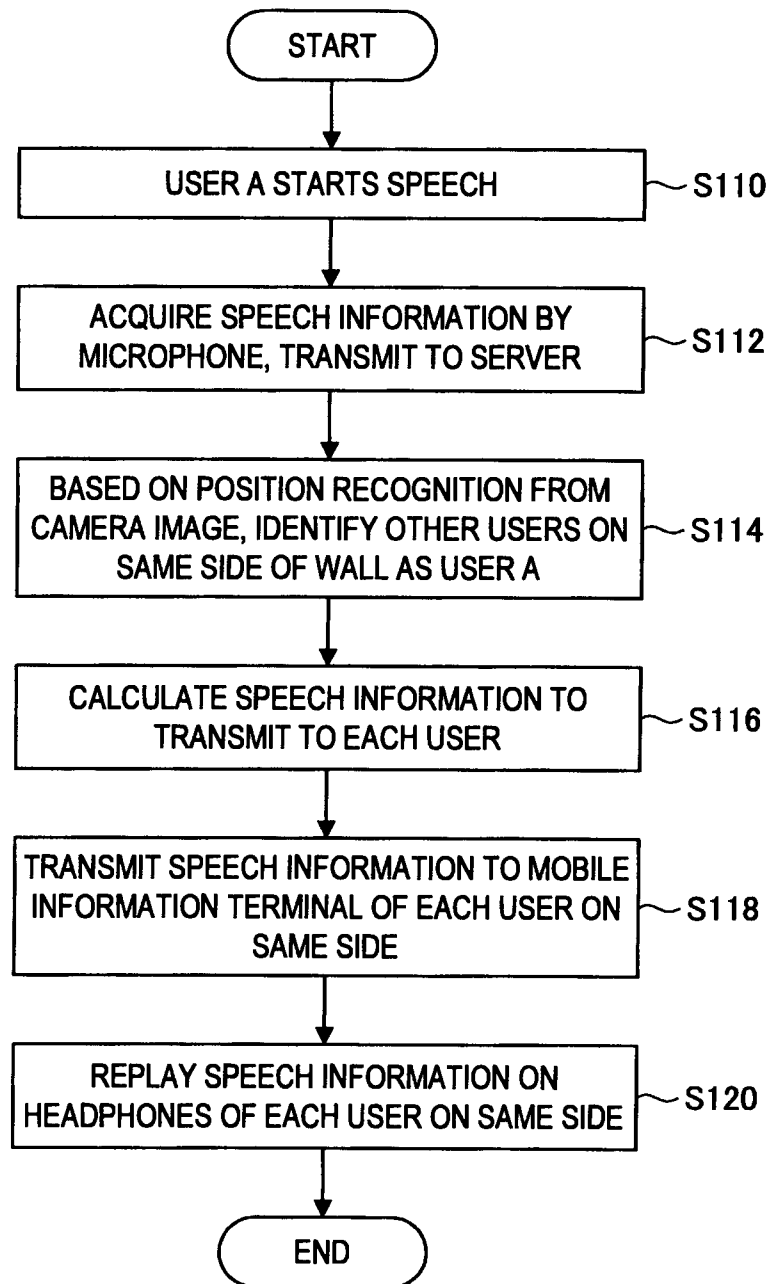 START
USER A STARTS SPEECH
S110
ACQUIRE SPEECH INFORMATION BY
MICROPHONE, TRANSMIT TO SERVER
S112
BASED ON POSITION RECOGNITION FROM
CAMERA IMAGE, IDENTIFY OTHER USERS ON
SAME SIDE OF WALL AS USER A
S114
CALCULATE SPEECH INFORMATION TO
TRANSMIT TO EACH USER
S116
TRANSMIT SPEECH INFORMATION TO MOBILE
INFORMATION TERMINAL OF EACH USER ON
SAME SIDE
S118
REPLAY SPEECH INFORMATION ON
HEADPHONES OF EACH USER ON SAME SIDE
S120
END